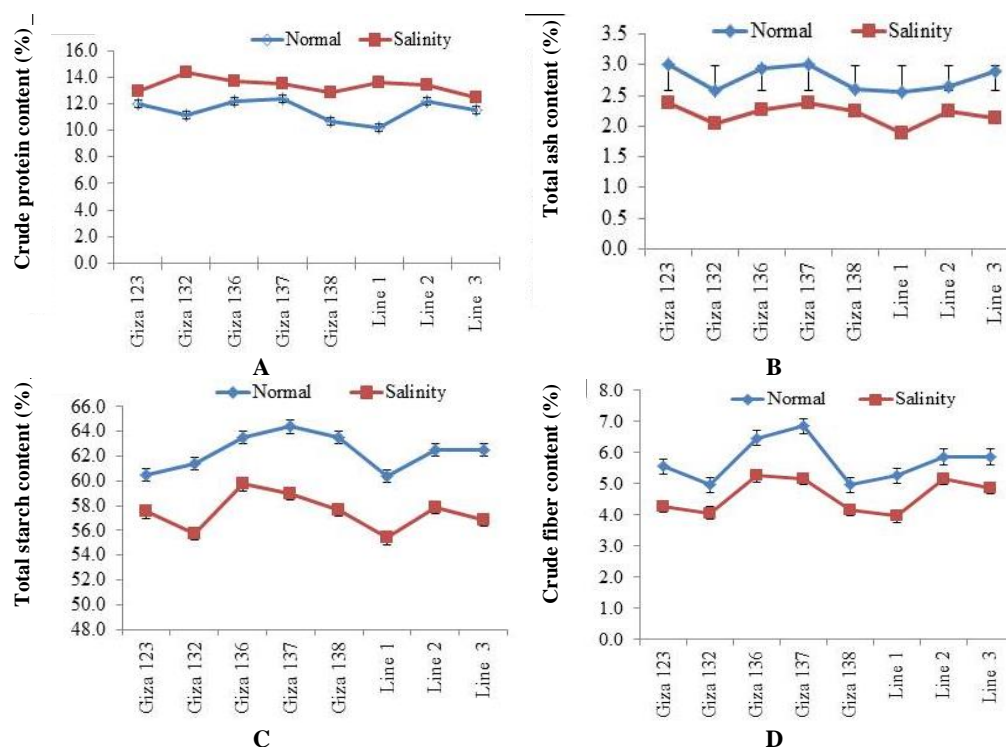 Normal Salinity
Crude protein content (%)
16.0
14.0
12.0
10.0
8.0
6.0
4.0
2.0
0.0
Giza 123
Giza 132
Giza 136
Giza 137
Giza 138
Line 1
Line 2
Line 3
A
Normal Salinity
Total ash content (%)
3.5
3.0
2.5
2.0
1.5
1.0
0.5
0.0
Giza 123
Giza 132
Giza 136
Giza 137
Giza 138
Line 1
Line 2
Line 3
B
Normal Salinity
Total starch content (%)
66.0
64.0
62.0
60.0
58.0
56.0
54.0
52.0
50.0
48.0
Giza 123
Giza 132
Giza 136
Giza 137
Giza 138
Line 1
Line 2
Line 3
C
Normal Salinity
Crude fiber content (%)
8.0
7.0
6.0
5.0
4.0
3.0
2.0
1.0
0.0
Giza 123
Giza 132
Giza 136
Giza 137
Giza 138
Line 1
Line 2
Line 3
D